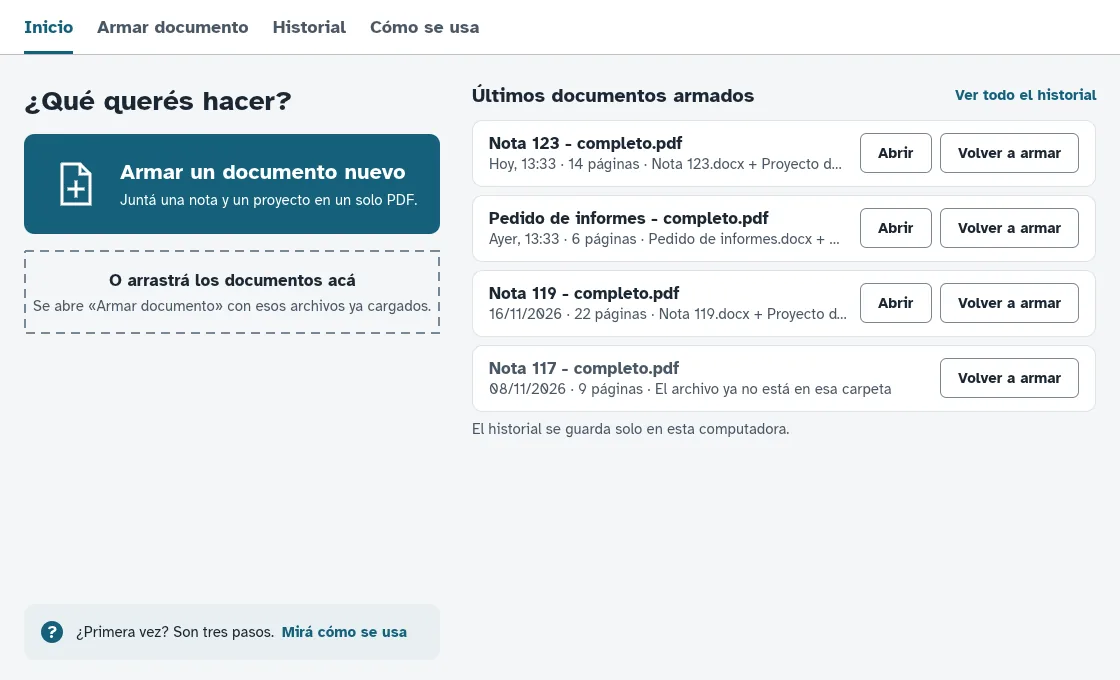 Inicio Armar documento Historial Cómo se usa
¿Qué querés hacer?
Armar un documento nuevo
Juntá una nota y un proyecto en un solo PDF.
O arrastrá los documentos acá
Se abre «Armar documento» con esos archivos ya cargados.
¿Primera vez? Son tres pasos. Mirá cómo se usa
Últimos documentos armados Ver todo el historial
Nota 123 - completo.pdf
Hoy, 13:33 · 14 páginas · Nota 123.docx + Proyecto d...
Abrir Volver a armar
Pedido de informes - completo.pdf
Ayer, 13:33 · 6 páginas · Pedido de informes.docx + ...
Abrir Volver a armar
Nota 119 - completo.pdf
16/11/2026 · 22 páginas · Nota 119.docx + Proyecto d...
Abrir Volver a armar
Nota 117 - completo.pdf
08/11/2026 · 9 páginas · El archivo ya no está en esa carpeta
Volver a armar
El historial se guarda solo en esta computadora.